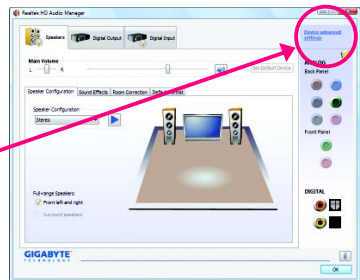 Realtek HD Audio Manager
Speakers
Digital Output
Digital Input
Device advanced
settings
Main Volume
L
R
Set Default Device
ANALOG
Back Panel
Speaker Configuration
Sound Effects
Room Correction
Default Format
Speaker Configuration
Stereo
Front Panel
Full-range Speakers
Front left and right
Surround speakers
DIGITAL
GIGABYTE
TECHNOLOGY
OK